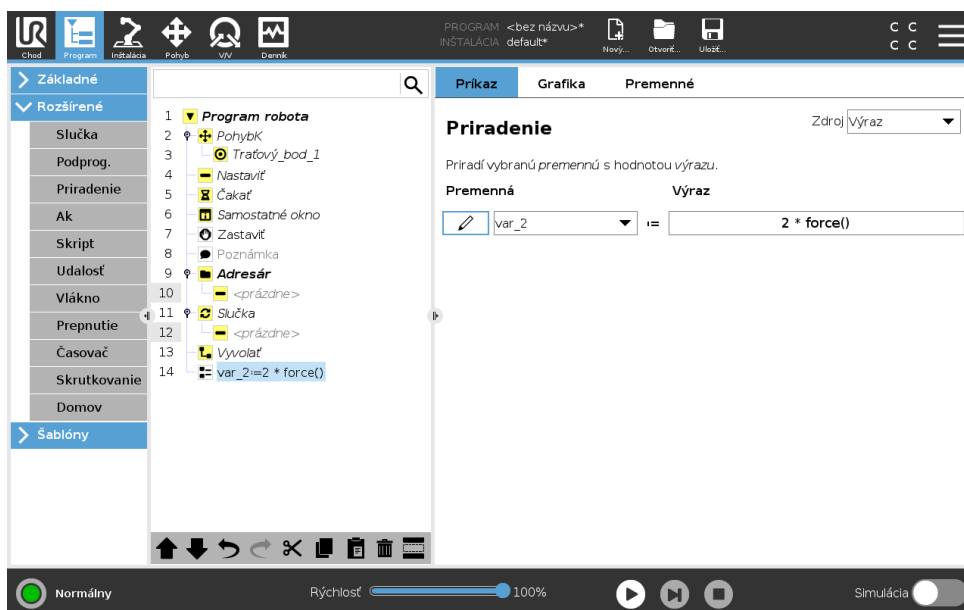 PROGRAM <bez názvu>*
INŠTALÁCIA default*
Chod Program Inštalácia Pohyb V/V Denník Nový... Otvoriť... Uložiť...
C C
C C
Základné
Rozšírené
Slučka
Podprog.
Priradenie
Ak
Skript
Udalosť
Vlákno
Prepnutie
Časovač
Skrutkovanie
Domov
Šablóny
1 Program robota
2 PohybK
3 Traťový_bod_1
4 Nastaviť
5 Čakať
6 Samostatné okno
7 Zastaviť
8 Poznámka
9 Adresár
10 <prázdne>
11 Slučka
12 <prázdne>
13 Vyvolať
14 var_2:=2 * force()
Príkaz Grafika Premenné
Priradenie
Zdroj Výraz
Priradí vybranú premennú s hodnotou výrazu.
Premenná Výraz
var_2 := 2 * force()
Normálny Rýchlosť 100% Simulácia